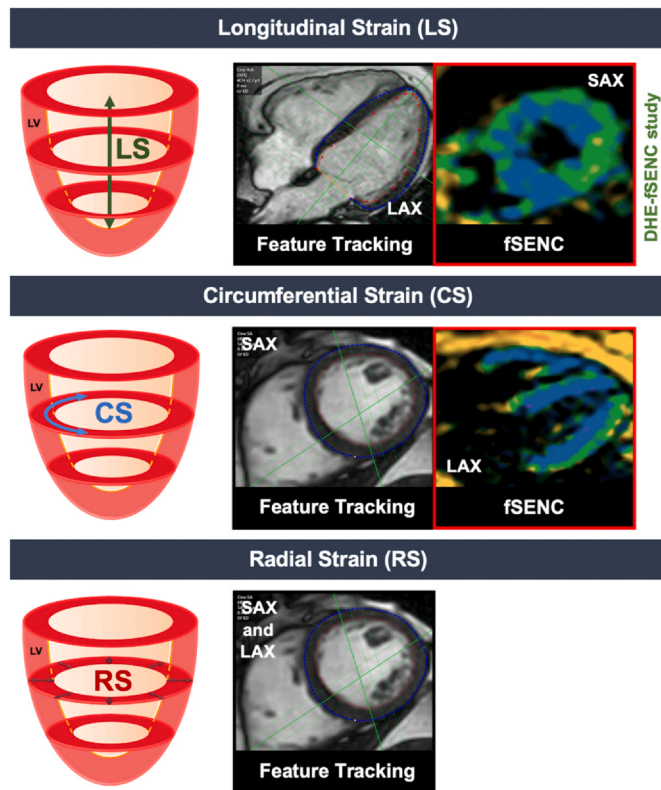 Longitudinal Strain (LS)
LV
LS
LAX
Feature Tracking
SAX
fSENC
DHE-fSENC study
Circumferential Strain (CS)
LV
CS
SAX
Feature Tracking
LAX
fSENC
Radial Strain (RS)
LV
RS
SAX
and
LAX
Feature Tracking